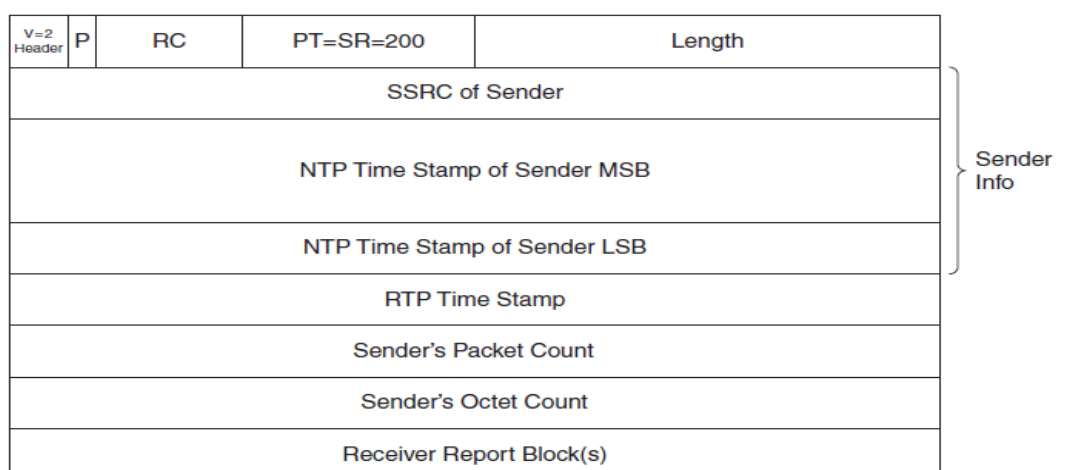 V=2
Header
P
RC
PT=SR=200
Length
SSRC of Sender
NTP Time Stamp of Sender MSB
Sender
Info
NTP Time Stamp of Sender LSB
RTP Time Stamp
Sender's Packet Count
Sender's Octet Count
Receiver Report Block(s)